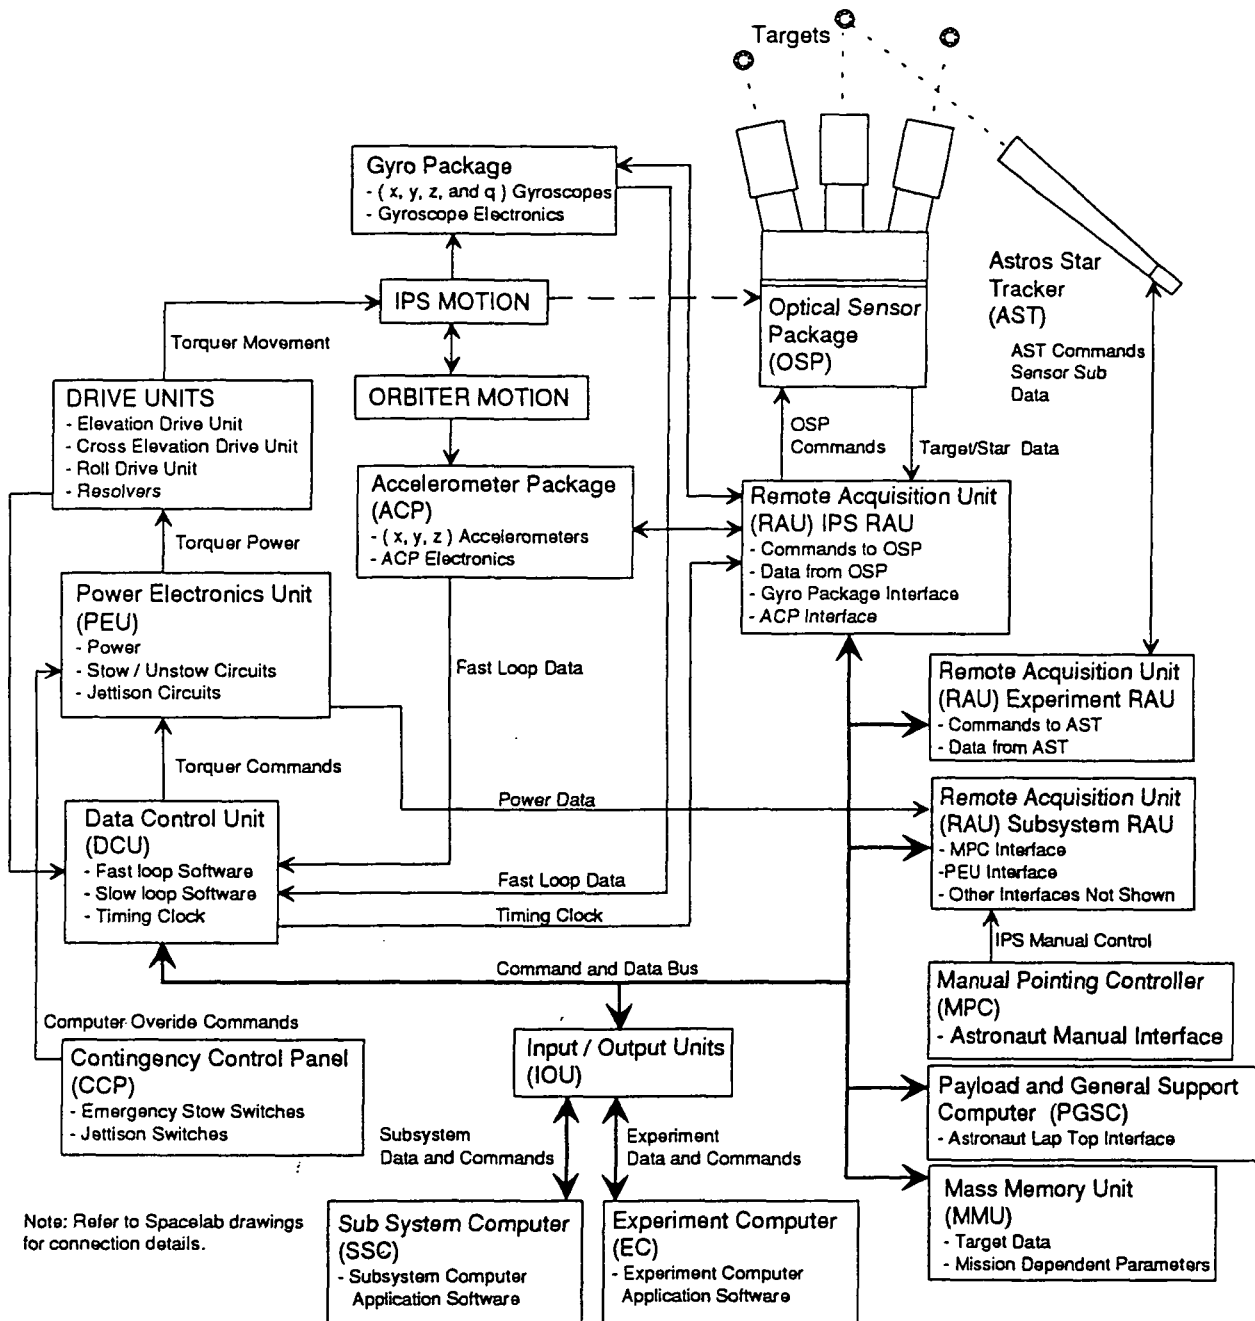 Targets
Gyro Package
- ( x, y, z, and q ) Gyroscopes
- Gyroscope Electronics
IPS MOTION
Torquer Movement
ORBITER MOTION
Optical Sensor
Package
(OSP)
Astros Star
Tracker
(AST)
AST Commands
Sensor Sub
Data
DRIVE UNITS
- Elevation Drive Unit
- Cross Elevation Drive Unit
- Roll Drive Unit
- Resolvers
OSP
Commands
Target/Star Data
Accelerometer Package
(ACP)
- ( x, y, z ) Accelerometers
- ACP Electronics
Remote Acquisition Unit
(RAU) IPS RAU
- Commands to OSP
- Data from OSP
- Gyro Package Interface
- ACP Interface
Torquer Power
Power Electronics Unit
(PEU)
- Power
- Stow / Unstow Circuits
- Jettison Circuits
Fast Loop Data
Remote Acquisition Unit
(RAU) Experiment RAU
- Commands to AST
- Data from AST
Torquer Commands
Power Data
Data Control Unit
(DCU)
- Fast loop Software
- Slow loop Software
- Timing Clock
Fast Loop Data
Timing Clock
Remote Acquisition Unit
(RAU) Subsystem RAU
- MPC Interface
-PEU Interface
- Other Interfaces Not Shown
IPS Manual Control
Command and Data Bus
Manual Pointing Controller
(MPC)
- Astronaut Manual Interface
Computer Overide Commands
Contingency Control Panel
(CCP)
- Emergency Stow Switches
- Jettison Switches
Input / Output Units
(IOU)
Payload and General Support
Computer (PGSC)
- Astronaut Lap Top Interface
Subsystem
Data and Commands
Experiment
Data and Commands
Mass Memory Unit
(MMU)
- Target Data
- Mission Dependent Parameters
Note: Refer to Spacelab drawings
for connection details.
Sub System Computer
(SSC)
- Subsystem Computer
Application Software
Experiment Computer
(EC)
- Experiment Computer
Application Software